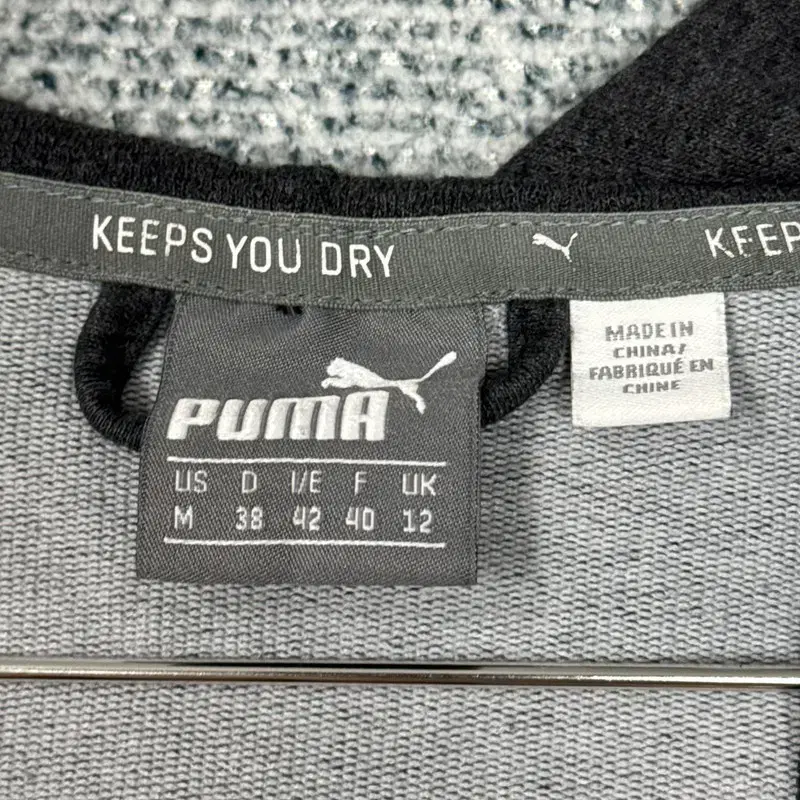 KEEPS YOU DRY
KEEP
PUMA
US D I/E F UK
M 38 42 40 12
MADE IN
CHINA/
FABRIQUÉ EN
CHINE